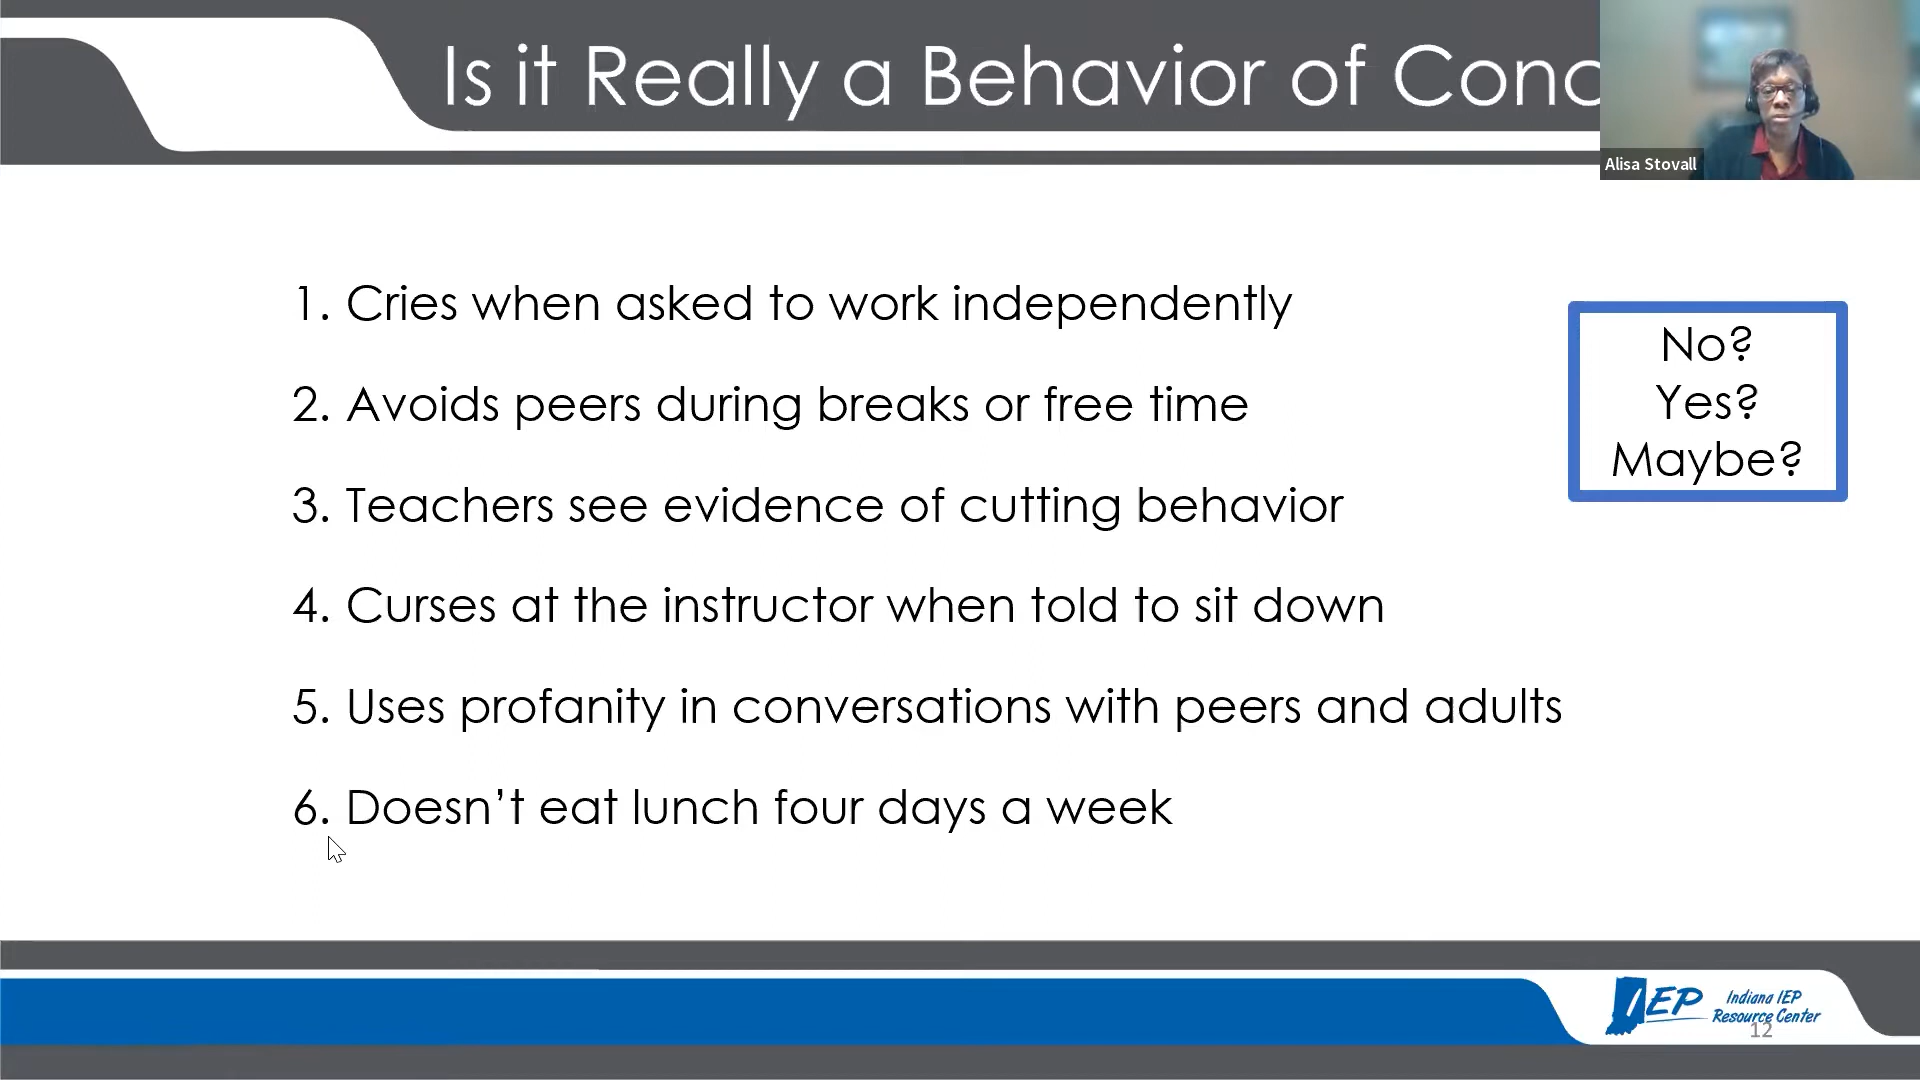 Is it Really a Behavior of Conc
Alisa Stovall
1. Cries when asked to work independently
2. Avoids peers during breaks or free time
3. Teachers see evidence of cutting behavior
4. Curses at the instructor when told to sit down
5. Uses profanity in conversations with peers and adults
6. Doesn’t eat lunch four days a week
No?
Yes?
Maybe?
IEP
Indiana IEP
Resource Center
12